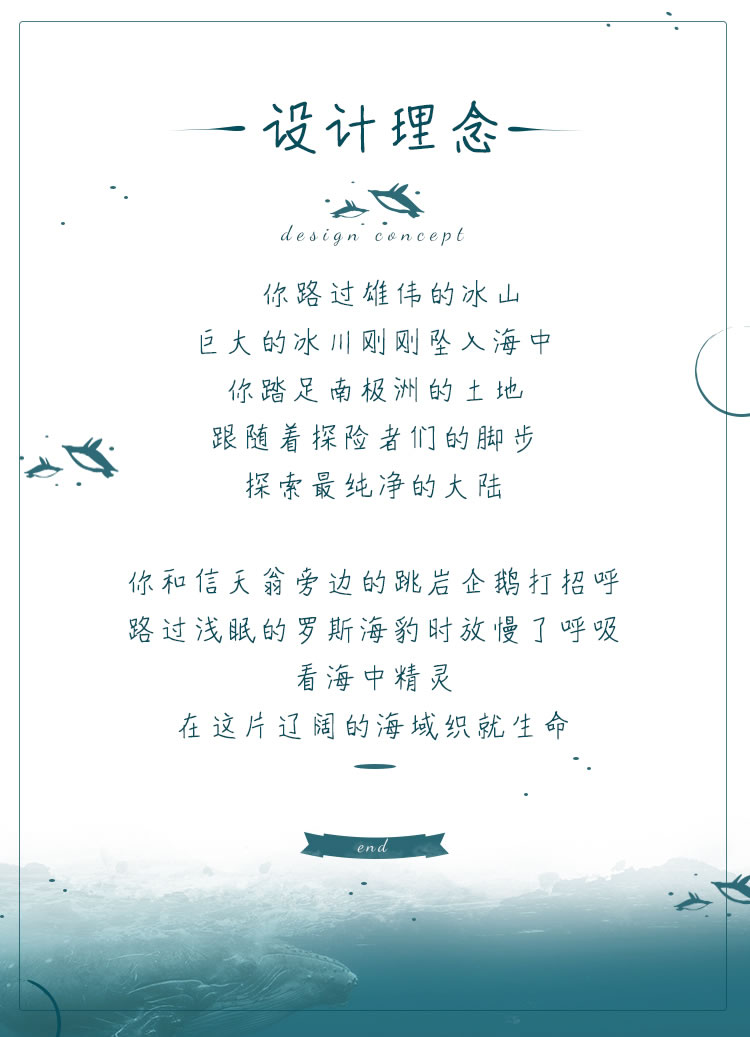 设计理念
design concept
你路过雄伟的冰山
巨大的冰川刚刚坠入海中
你踏足南极洲的土地
跟随着探险者们的脚步
探索最纯净的大陆
你和信天翁旁边的跳岩企鹅打招呼
路过浅眠的罗斯海豹时放慢了呼吸
看海中精灵
在这片辽阔的海域织就生命
end